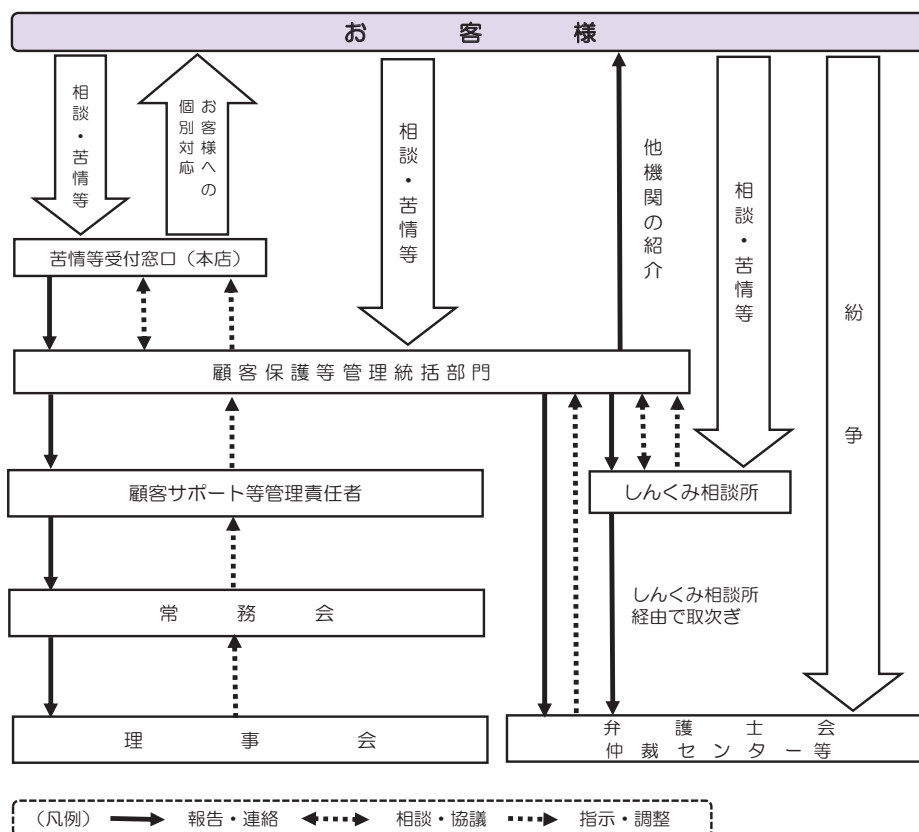 お客様
相談・苦情等
お客様への
個別対応
相談・苦情等
他機関の紹介
相談・苦情等
紛争
苦情等受付窓口（本店）
顧客保護等管理統括部門
顧客サポート等管理責任者
しんくみ相談所
常務会
しんくみ相談所
経由で取次ぎ
理事会
弁護士会
仲裁センター等
（凡例） 報告・連絡 相談・協議 指示・調整